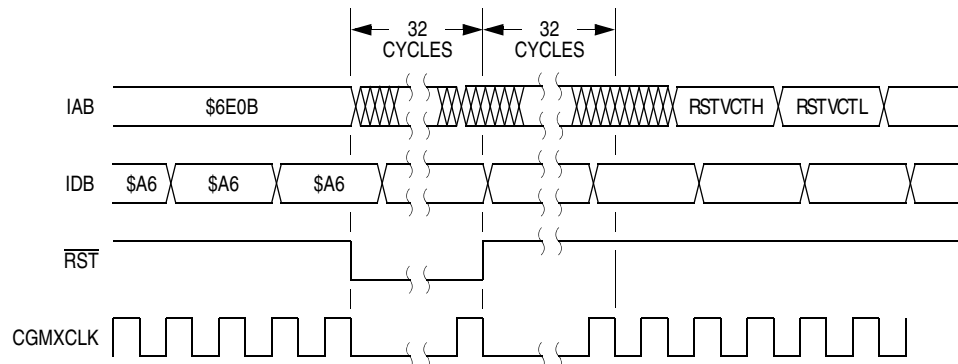 32
CYCLES
32
CYCLES
IAB
$6E0B
RSTVCTH
RSTVCTL
IDB
$A6
$A6
$A6
RST
CGMXCLK